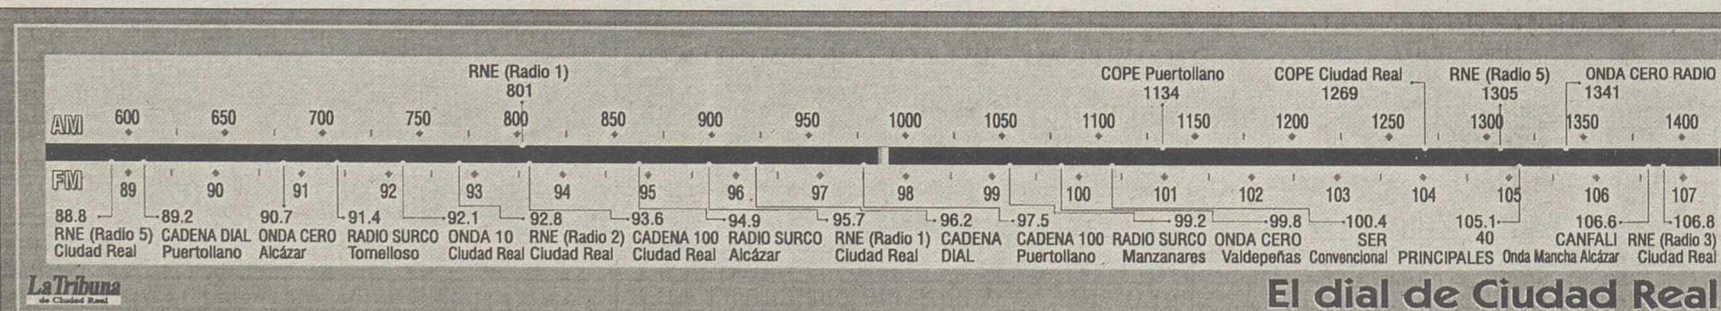 RNE (Radio 1) COPE Puertollano COPE Ciudad Real RNE (Radio 5) ONDA CERO RADIO
801 1134 1269 1305 1341
AM 600 650 700 750 800 850 900 950 1000 1050 1100 1150 1200 1250 1300 1350 1400
FM 89 90 91 92 93 94 95 96 97 98 99 100 101 102 103 104 105 106 107
88.8 89.2 90.7 91.4 92.1 92.8 93.6 94.9 95.7 96.2 97.5 99.2 99.8 100.4 105.1 106.6 106.8
RNE (Radio 5) CADENA DIAL ONDA CERO RADIO SURCO ONDA 10 RNE (Radio 2) CADENA 100 RADIO SURCO RNE (Radio 1) CADENA CADENA 100 RADIO SURCO ONDA CERO SER 40 CANFALI RNE (Radio 3)
Ciudad Real Puertollano Alcázar Tomelloso Ciudad Real Ciudad Real Ciudad Real Alcázar Ciudad Real DIAL Puertollano Manzanares Valdepeñas Convencional PRINCIPALES Onda Mancha Alcázar Ciudad Real
La Tribuna
de Ciudad Real
El dial de Ciudad Real